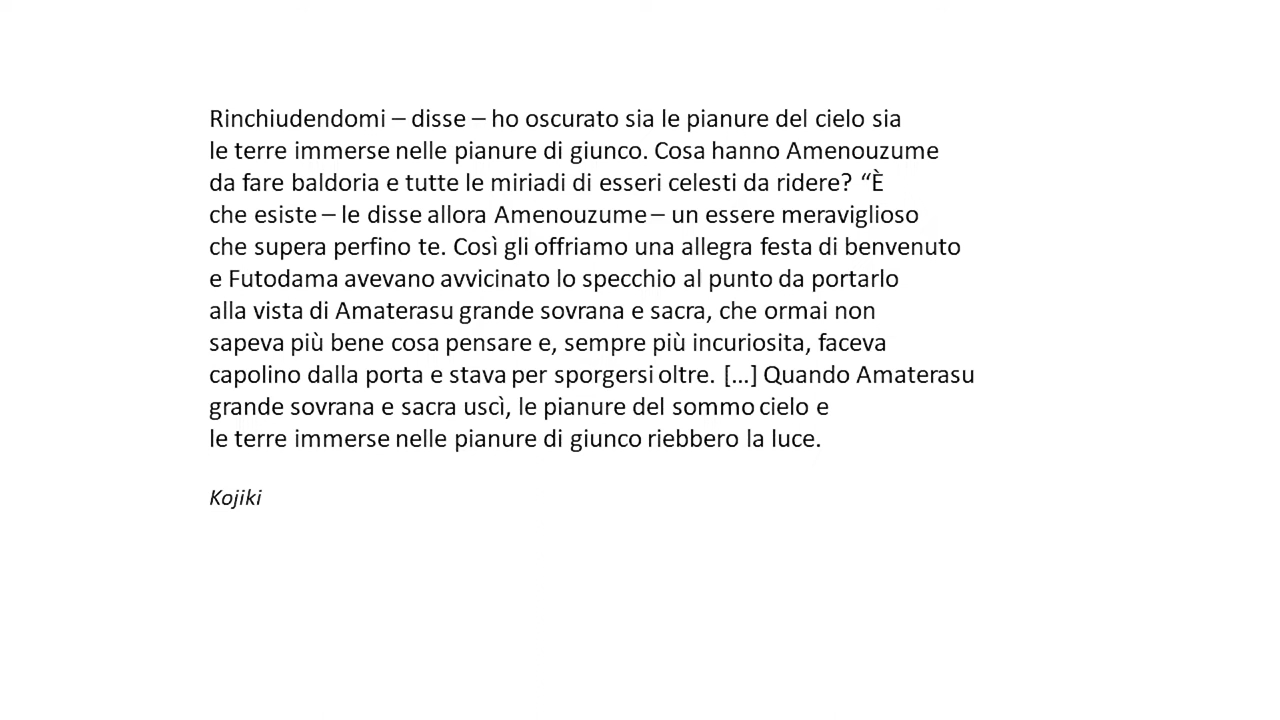 Rinchiudendomi – disse – ho oscurato sia le pianure del cielo sia
le terre immerse nelle pianure di giunco. Cosa hanno Amenouzume
da fare baldoria e tutte le miriadi di esseri celesti da ridere? “È
che esiste – le disse allora Amenouzume – un essere meraviglioso
che supera perfino te. Così gli offriamo una allegra festa di benvenuto
e Futodama avevano avvicinato lo specchio al punto da portarlo
alla vista di Amaterasu grande sovrana e sacra, che ormai non
sapeva più bene cosa pensare e, sempre più incuriosita, faceva
capolino dalla porta e stava per sporgersi oltre. […] Quando Amaterasu
grande sovrana e sacra uscì, le pianure del sommo cielo e
le terre immerse nelle pianure di giunco riebbero la luce.
Kojiki